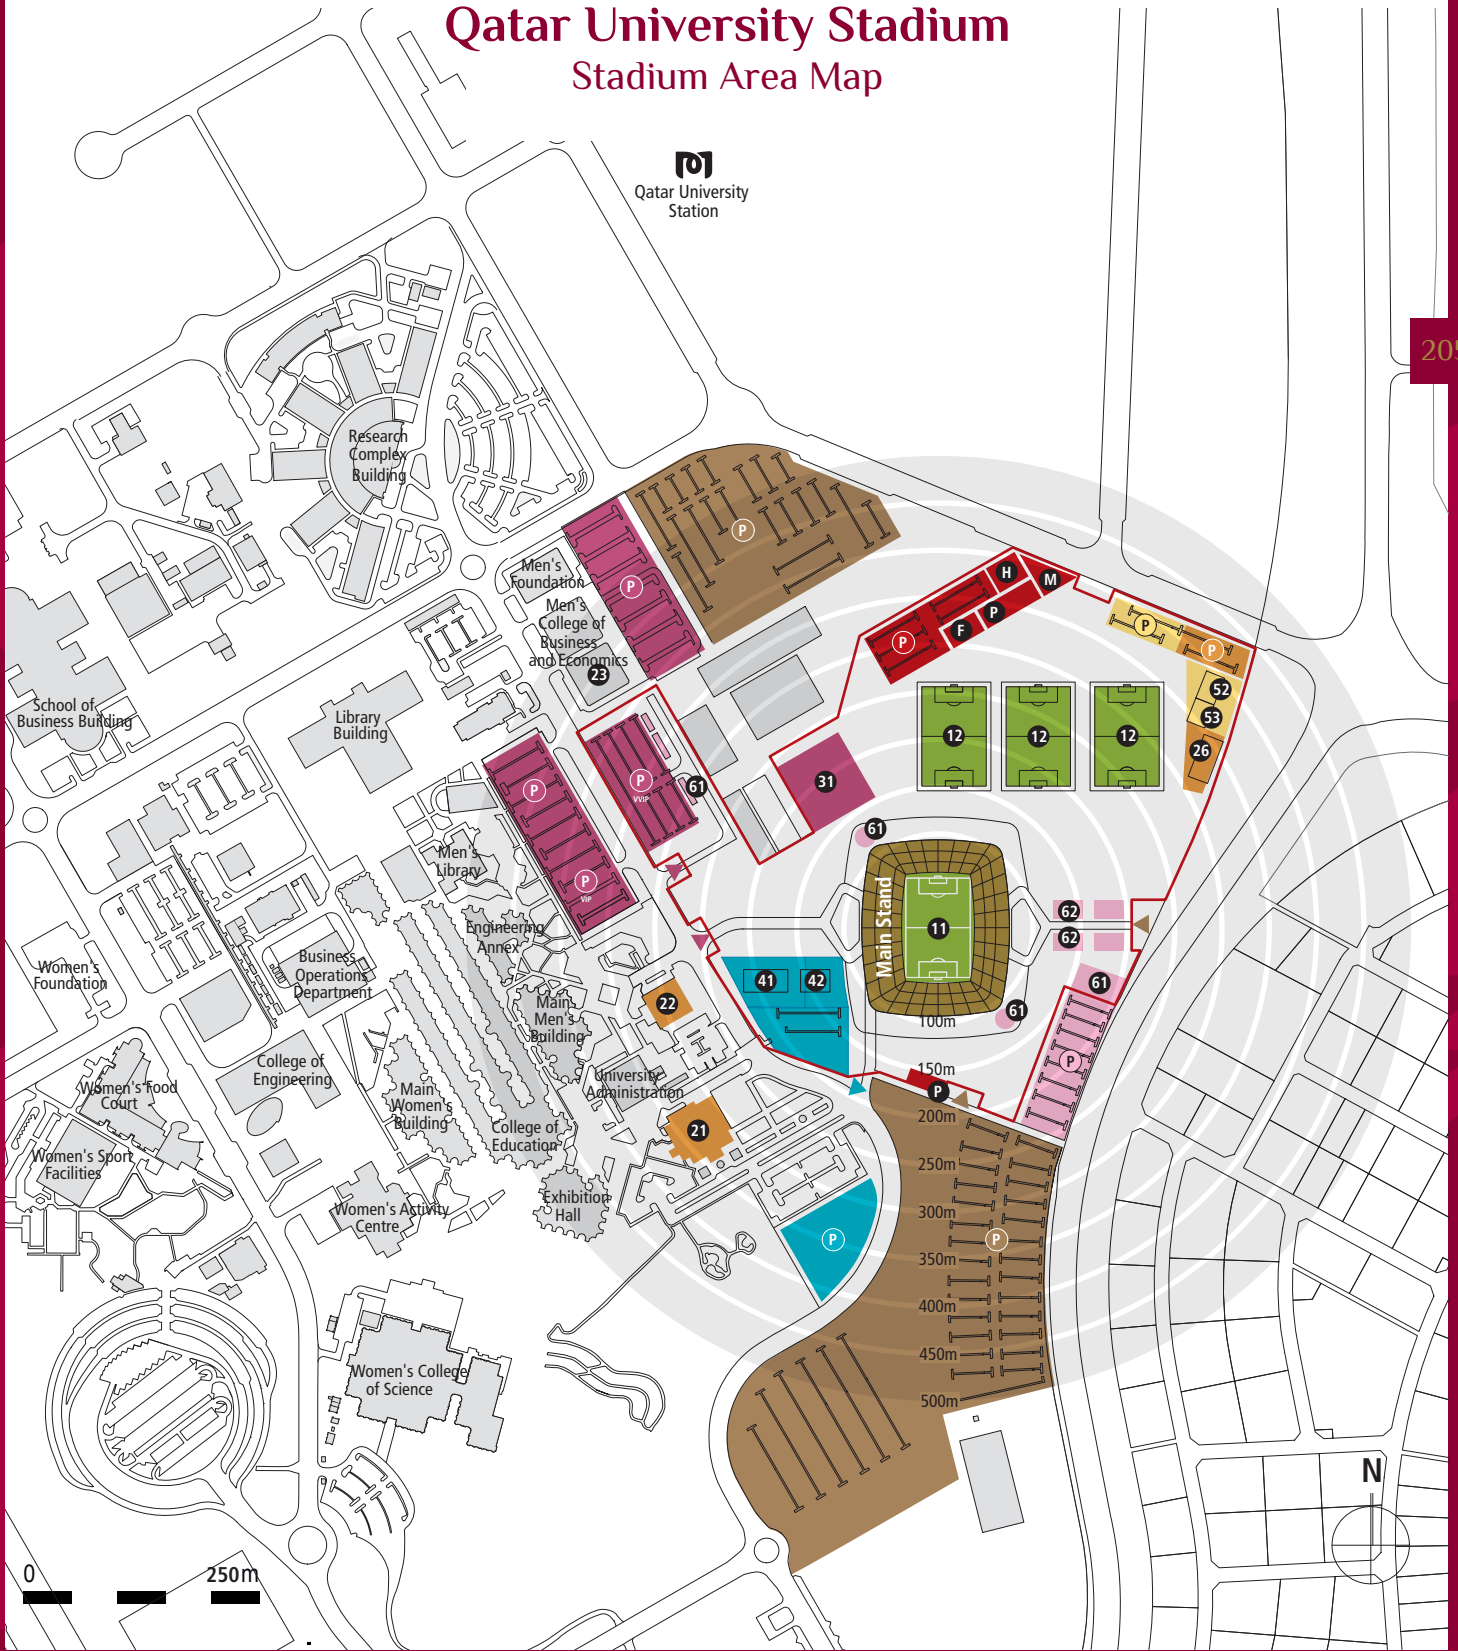 Qatar University Stadium
Stadium Area Map
Qatar University
Station
205
Research
Complex
Building
P
P
H
M
P
F
P
P
P
Men's
Foundation
Men's
College of
Business
and Economics
23
52
53
26
School of
Business Building
Library
Building
12
12
12
P
VVIP
61
31
P
61
Men's
Library
P
VIP
Main Stand
11
62
62
Engineering
Annex
Women's
Foundation
Business
Operations
Department
41
42
61
22
61
Main
Men's
Building
100m
College of
Engineering
University
Administration
150m
P
P
Women's Food
Court
Main
Women's
Building
200m
21
College of
Education
Women's Sport
Facilities
250m
Exhibition
Hall
Women's Activity
Centre
300m
P
P
350m
400m
450m
Women's College
of Science
500m
N
0
250m